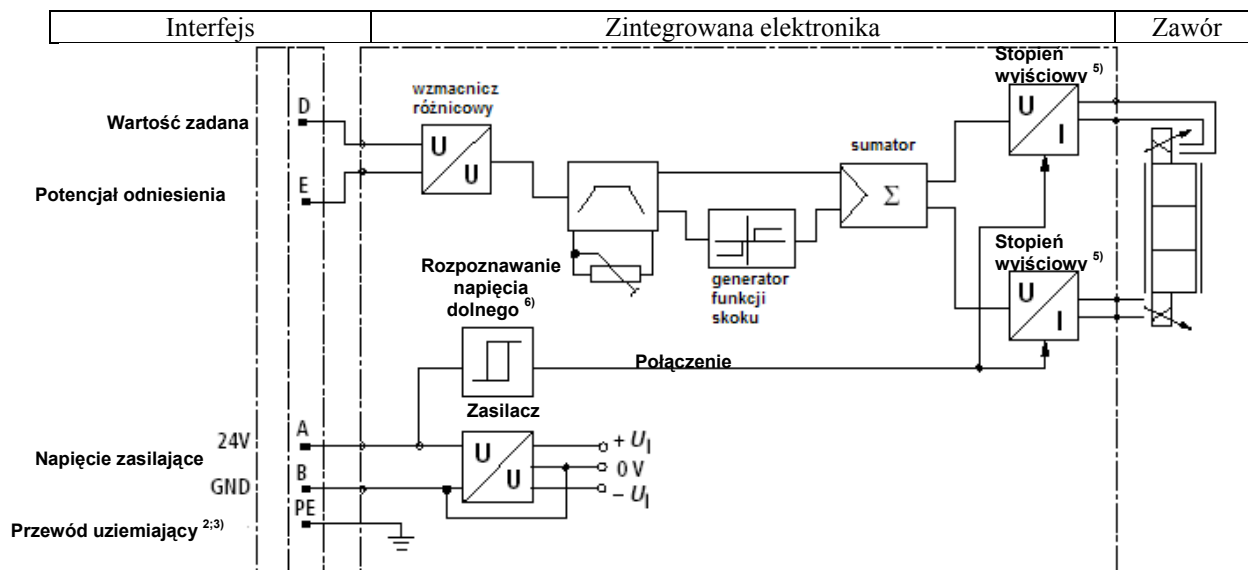 Interfejs Zintegrowana elektronika Zawór
Stopień
wyjściowy 5)
wzmacnicz
różnicowy
D
Wartość zadana
U
U
U
I
sumator
E
Potencjał odniesienia
Σ
Stopień
wyjściowy 5)
Rozpoznawanie
napięcia
dolnego 6)
generator
funkcji
skoku
U
I
Połączenie
Zasilacz
24V A
+ U_I
Napięcie zasilające
U
U
0 V
GND B
– U_I
PE
Przewód uziemiający 2;3)